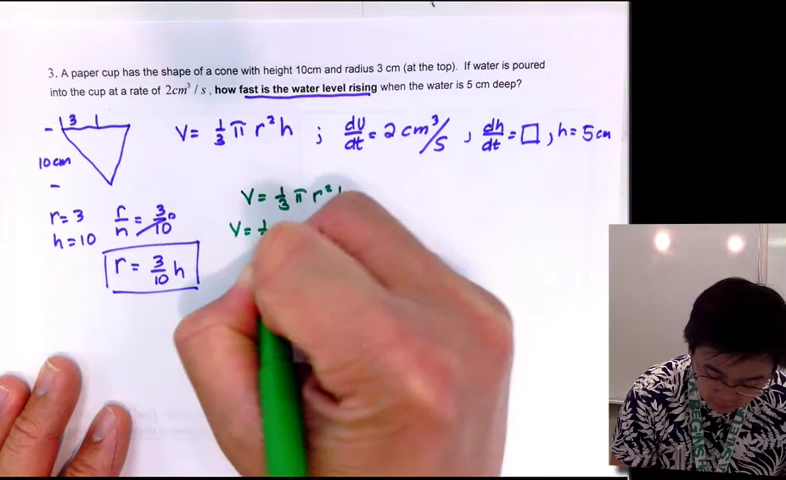 3. A paper cup has the shape of a cone with height 10cm and radius 3 cm (at the top). If water is poured
into the cup at a rate of 2cm³ / s, how fast is the water level rising when the water is 5 cm deep?
3
V = 1/3 π r² h ; dV/dt = 2 cm³/s , dh/dt = □ , h = 5 cm
10cm
r = 3 r/h = 3/10
h = 10
r = 3/10 h
V = 1/3 π r²
V =